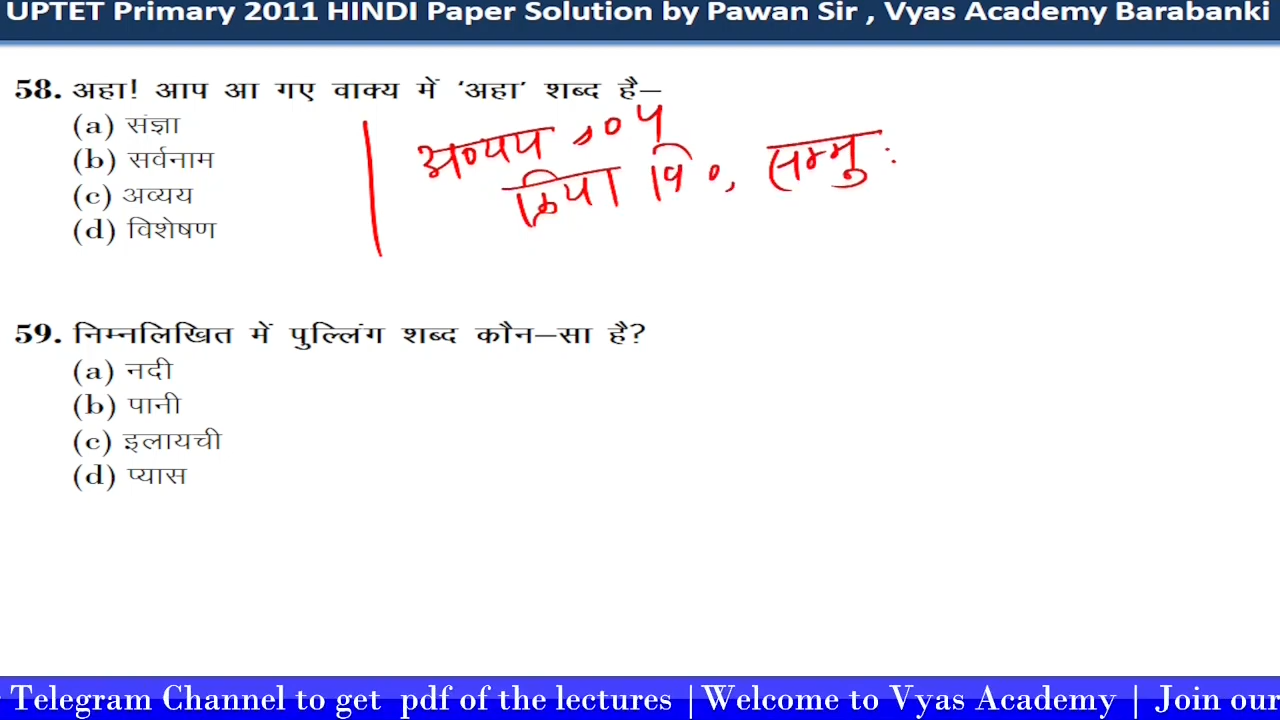 UPTET Primary 2011 HINDI Paper Solution by Pawan Sir , Vyas Academy Barabanki
58. अहा! आप आ गए वाक्य में 'अहा' शब्द है–
(a) संज्ञा
(b) सर्वनाम
(c) अव्यय
(d) विशेषण
अव्यय
क्रिया वि०, सम्मु
59. निम्नलिखित में पुल्लिंग शब्द कौन–सा है?
(a) नदी
(b) पानी
(c) इलायची
(d) प्यास
Telegram Channel to get pdf of the lectures | Welcome to Vyas Academy | Join our